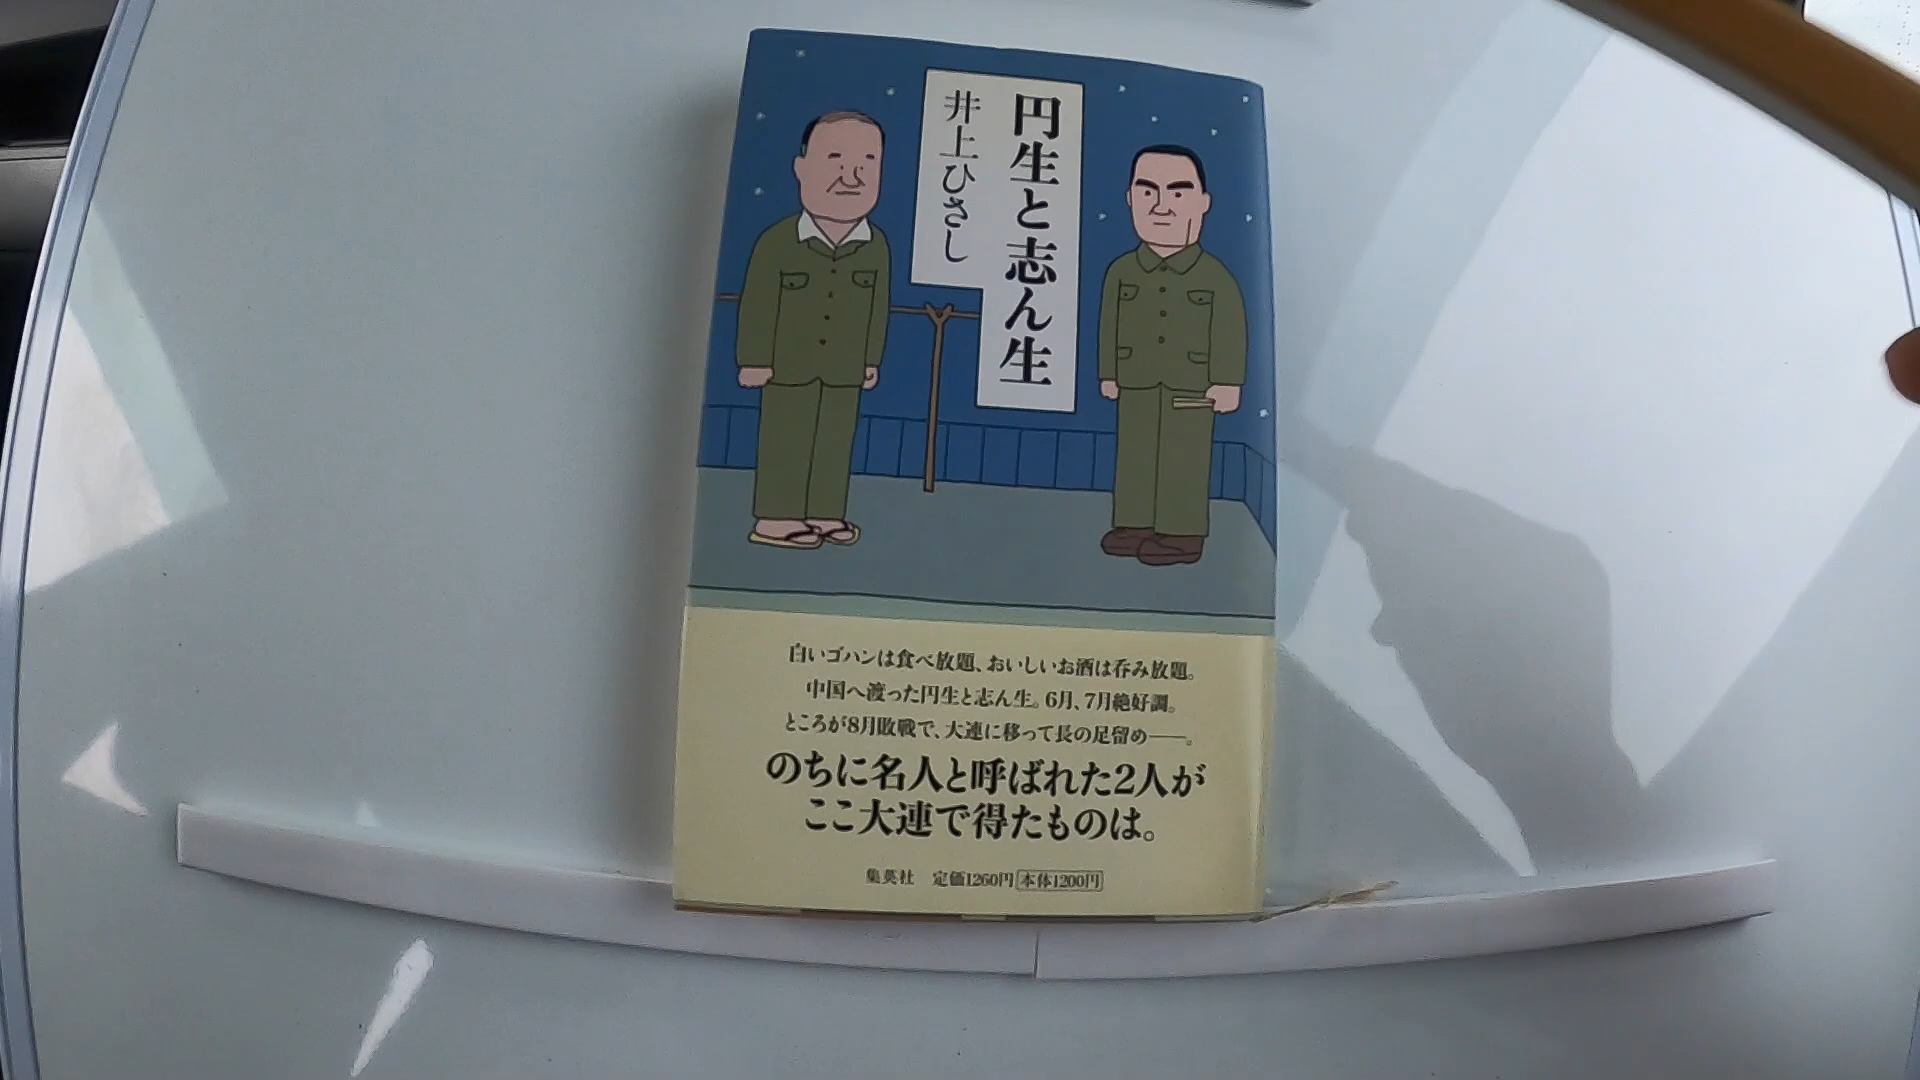 円生と志ん生
井上ひさし
白いゴハンは食べ放題、おいしいお酒は呑み放題。
中国へ渡った円生と志ん生。6月、7月絶好調。
ところが8月敗戦で、大連に移って長の足留め──。
のちに名人と呼ばれた2人が
ここ大連で得たものは。
集英社 定価1260円 本体1200円